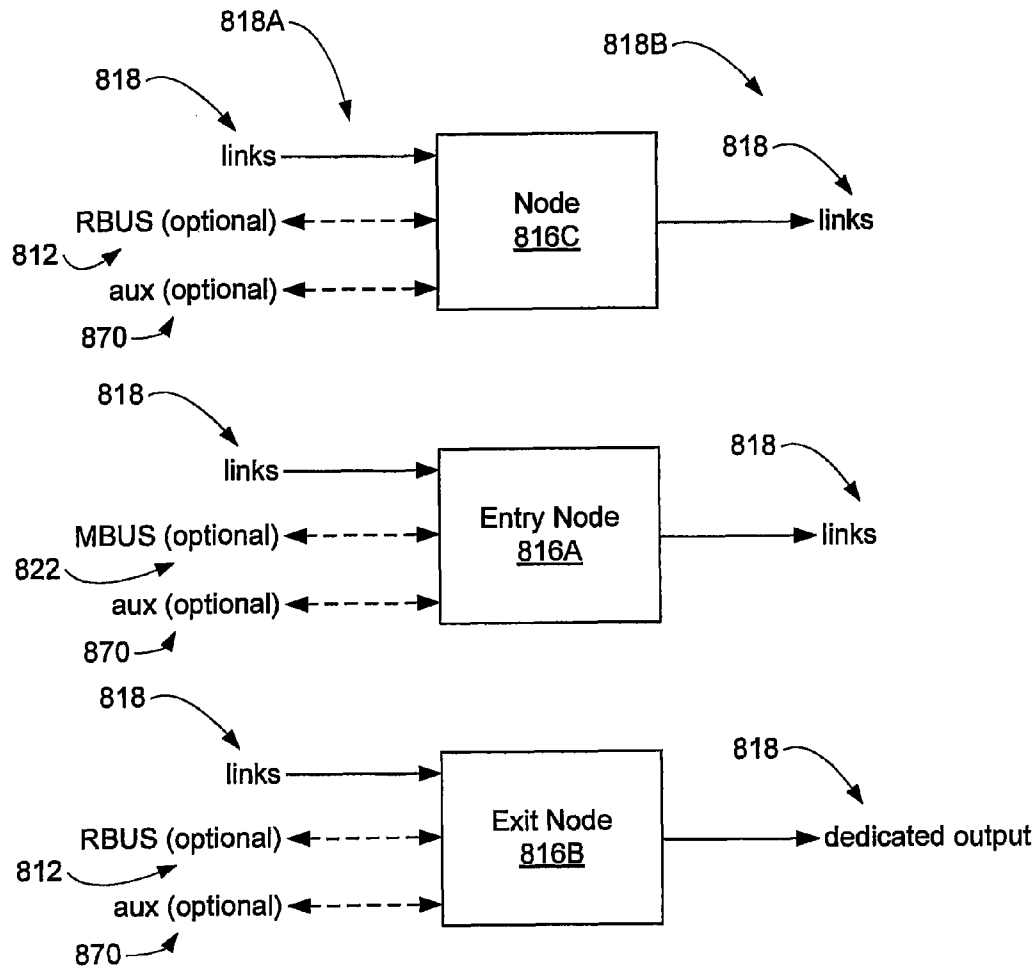 818A
818B
818
818
links
Node
816C
links
RBUS (optional)
812
aux (optional)
870
818
818
links
Entry Node
816A
links
MBUS (optional)
822
aux (optional)
870
818
818
links
Exit Node
816B
dedicated output
RBUS (optional)
812
aux (optional)
870